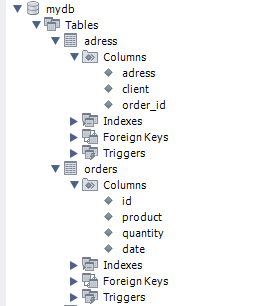 mydb
Tables
adress
Columns
adress
client
order_id
Indexes
Foreign Keys
Triggers
orders
Columns
id
product
quantity
date
Indexes
Foreign Keys
Triggers